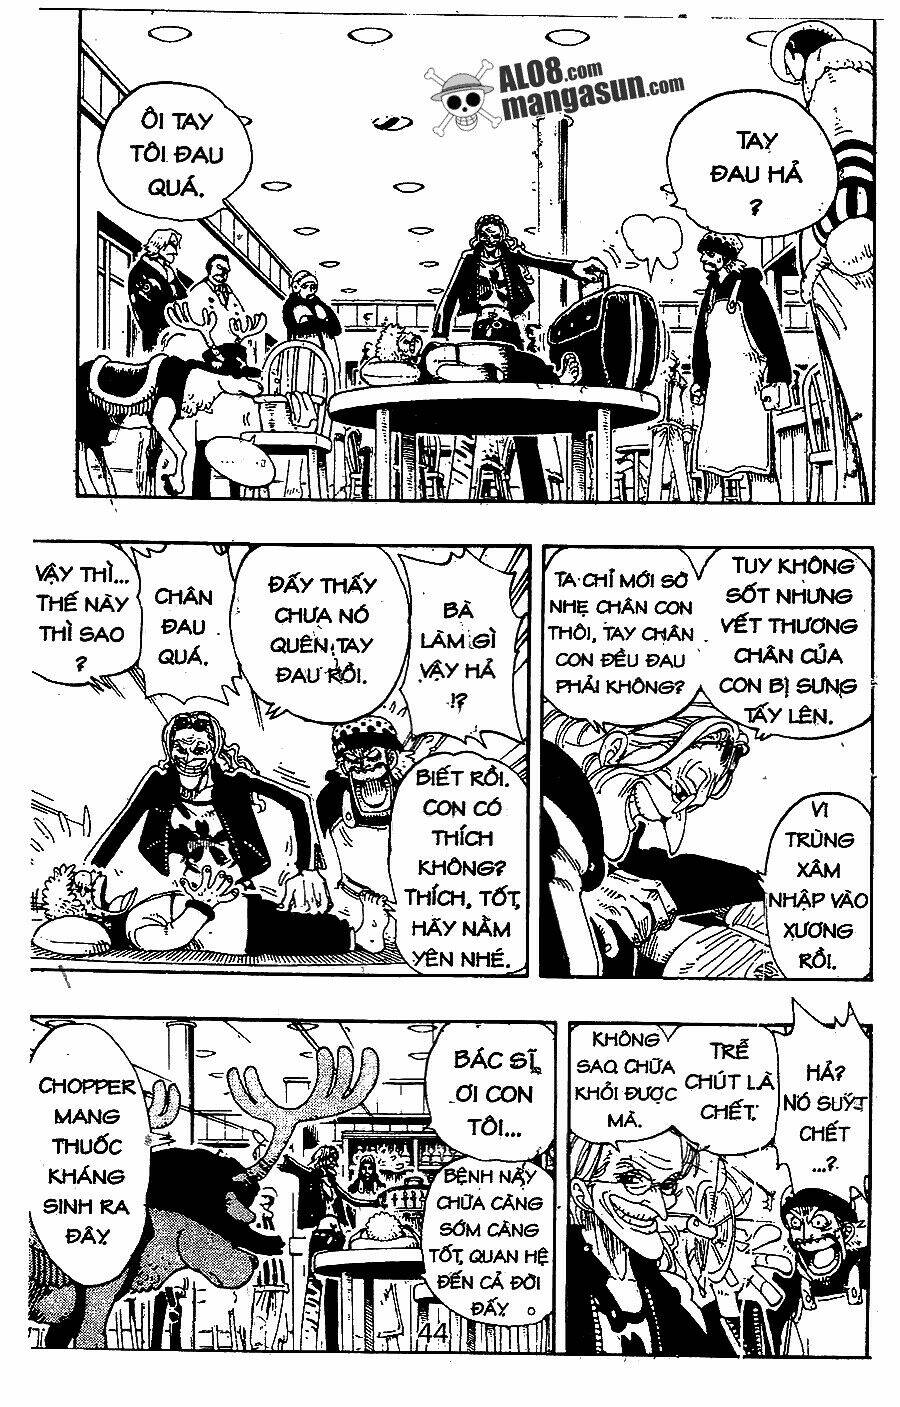 AL08.com
mangasun.com
TAY
ĐAU HẢ
?
ÔI TAY
TÔI ĐAU
QUÁ.
TUY KHÔNG
SỐT NHƯNG
VẾT THƯƠNG
CHÂN CỦA
CON BỊ SƯNG
TẤY LÊN.
TA CHỈ MỚI SỜ
NHẸ CHÂN CON
THÔI, TAY CHÂN
CON ĐỀU ĐAU
PHẢI KHÔNG?
VI
TRÙNG
XÂM
NHẬP VÀO
XƯƠNG
RỒI.
BÀ
LÀM GÌ
VẬY HẢ
!?
ĐẤY THẤY
CHƯA NÓ
QUÊN TAY
ĐAU RỒI.
CHÂN
ĐAU
QUÁ.
VẬY THÌ...
THẾ NÀY
THÌ SAO
?
BIẾT RỒI.
CON CÓ
THÍCH
KHÔNG?
THÍCH, TỐT,
HÃY NẰM
YÊN NHÉ.
HẢ?
NÓ SUÝT
CHẾT
...?
TRỄ
CHÚT LÀ
CHẾT.
KHÔNG
SAO, CHỮA
KHỎI ĐƯỢC
MÀ.
BÁC SĨ,
ƠI CON
TÔI...
BỆNH NÀY
CHỮA CÀNG
SỚM CÀNG
TỐT, QUAN HỆ
ĐẾN CẢ ĐỜI
ĐẤY.
CHOPPER
MANG
THUỐC
KHÁNG
SINH RA
ĐÂY.
44